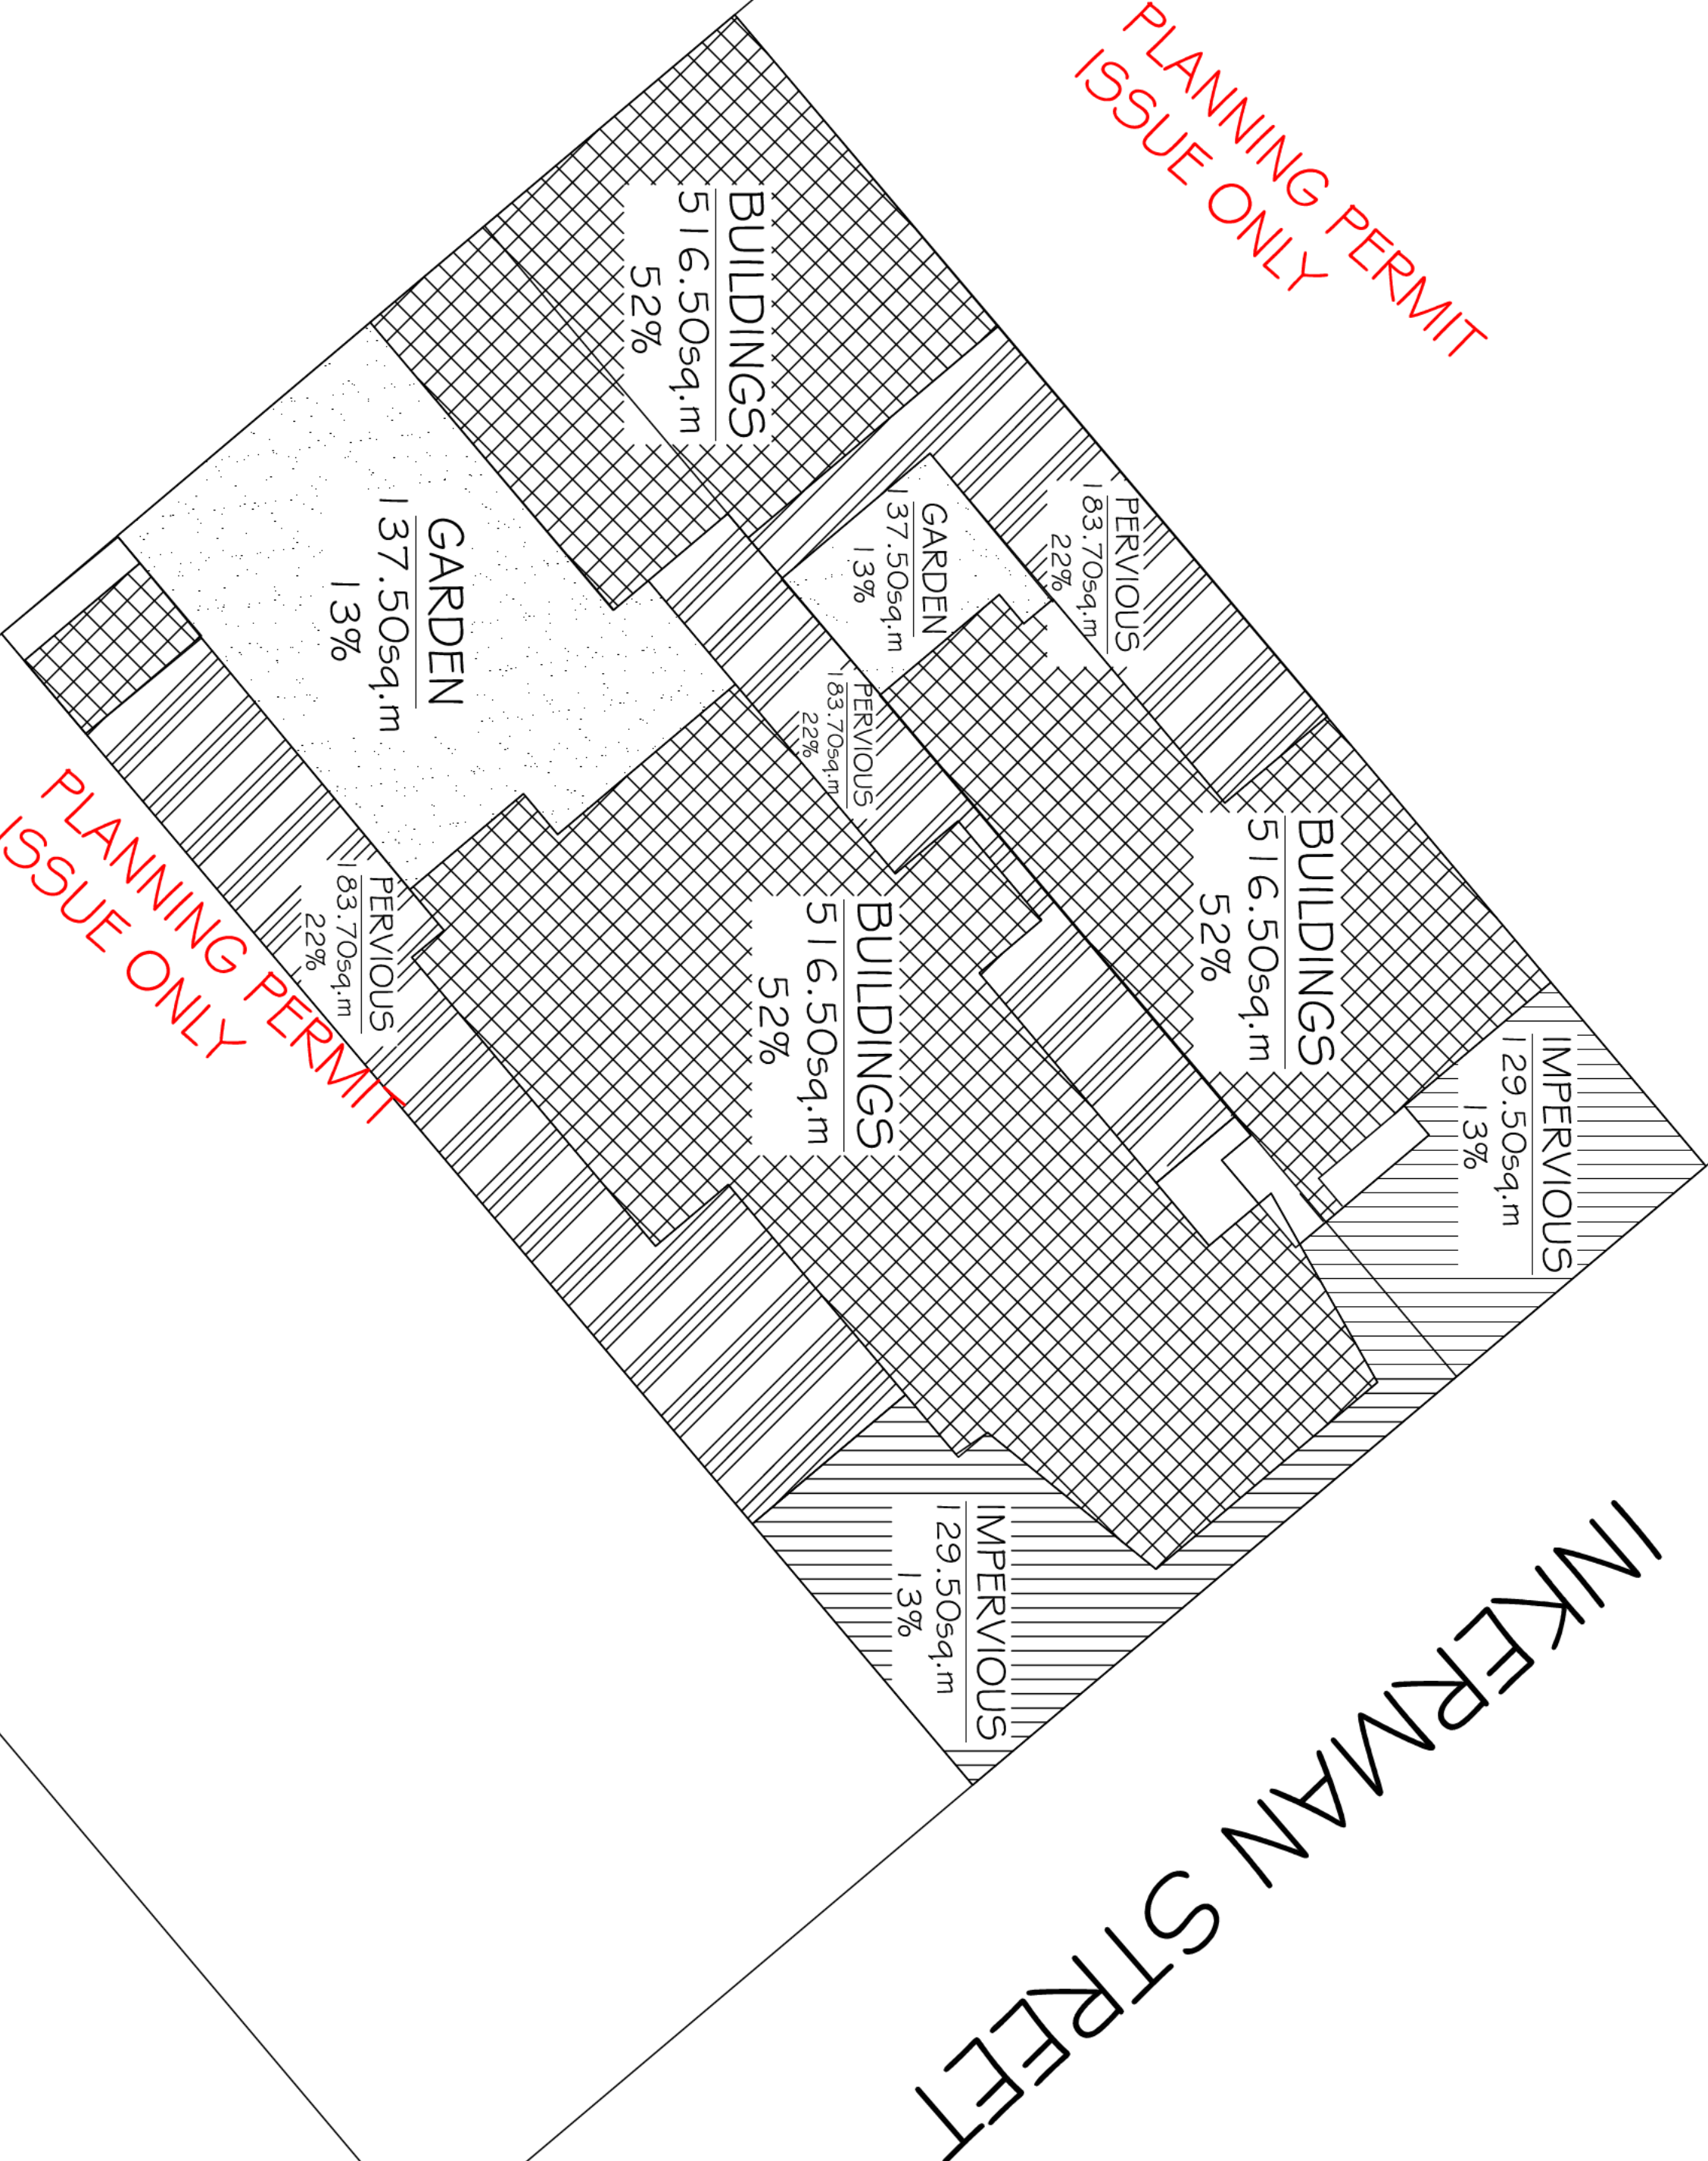 PLANNING PERMIT
ISSUE ONLY
BUILDINGS
516.50sq.m
52%
PERVIOUS
183.70sq.m
22%
GARDEN
137.50sq.m
13%
GARDEN
137.50sq.m
13%
PERVIOUS
183.70sq.m
22%
BUILDINGS
516.50sq.m
52%
PERVIOUS
183.70sq.m
22%
BUILDINGS
516.50sq.m
52%
IMPERVIOUS
129.50sq.m
13%
PLANNING PERMIT
ISSUE ONLY
IMPERVIOUS
129.50sq.m
13%
INKERMAN STREET